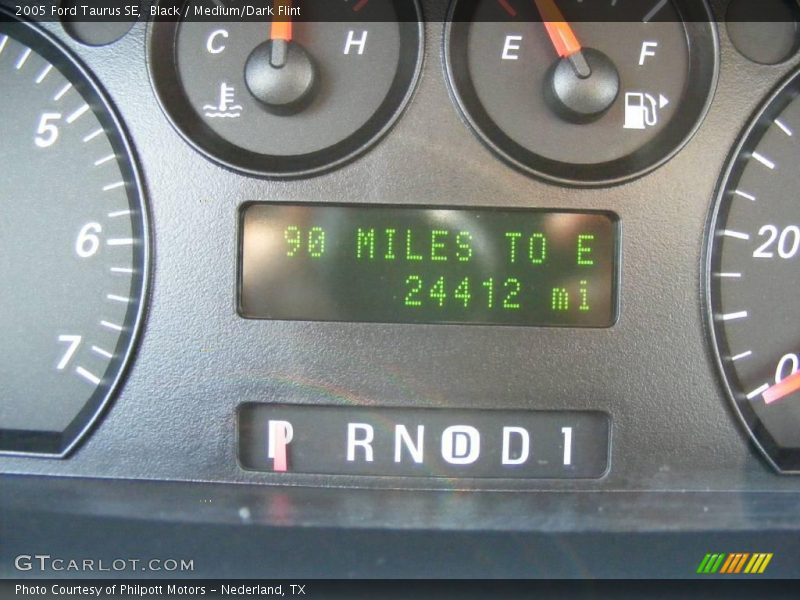 2005 Ford Taurus SE, Black / Medium/Dark Flint
C H
E F
5
6
7
20
0
90 MILES TO E
24412 mi
P R N D D 1
GTCARLOT.COM
Photo Courtesy of Philpott Motors - Nederland, TX